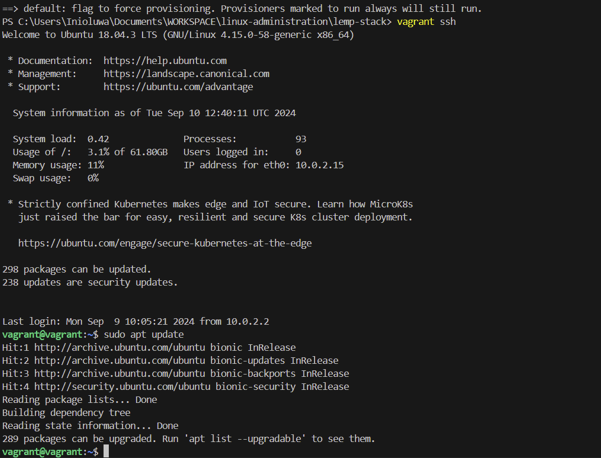 ==> default: flag to force provisioning. Provisioners marked to run always will still run.
PS C:\Users\Inioluwa\Documents\WORKSPACE\linux-administration\lemp-stack> vagrant ssh
Welcome to Ubuntu 18.04.3 LTS (GNU/Linux 4.15.0-58-generic x86_64)

 * Documentation:  https://help.ubuntu.com
 * Management:     https://landscape.canonical.com
 * Support:        https://ubuntu.com/advantage

  System information as of Tue Sep 10 12:40:11 UTC 2024

  System load:  0.42              Processes:           93
  Usage of /:   3.1% of 61.80GB   Users logged in:     0
  Memory usage: 11%               IP address for eth0: 10.0.2.15
  Swap usage:   0%

 * Strictly confined Kubernetes makes edge and IoT secure. Learn how MicroK8s
   just raised the bar for easy, resilient and secure K8s cluster deployment.

   https://ubuntu.com/engage/secure-kubernetes-at-the-edge

298 packages can be updated.
238 updates are security updates.


Last login: Mon Sep  9 10:05:21 2024 from 10.0.2.2
vagrant@vagrant:~$ sudo apt update
Hit:1 http://archive.ubuntu.com/ubuntu bionic InRelease
Hit:2 http://archive.ubuntu.com/ubuntu bionic-updates InRelease
Hit:3 http://archive.ubuntu.com/ubuntu bionic-backports InRelease
Hit:4 http://security.ubuntu.com/ubuntu bionic-security InRelease
Reading package lists... Done
Building dependency tree
Reading state information... Done
289 packages can be upgraded. Run 'apt list --upgradable' to see them.
vagrant@vagrant:~$